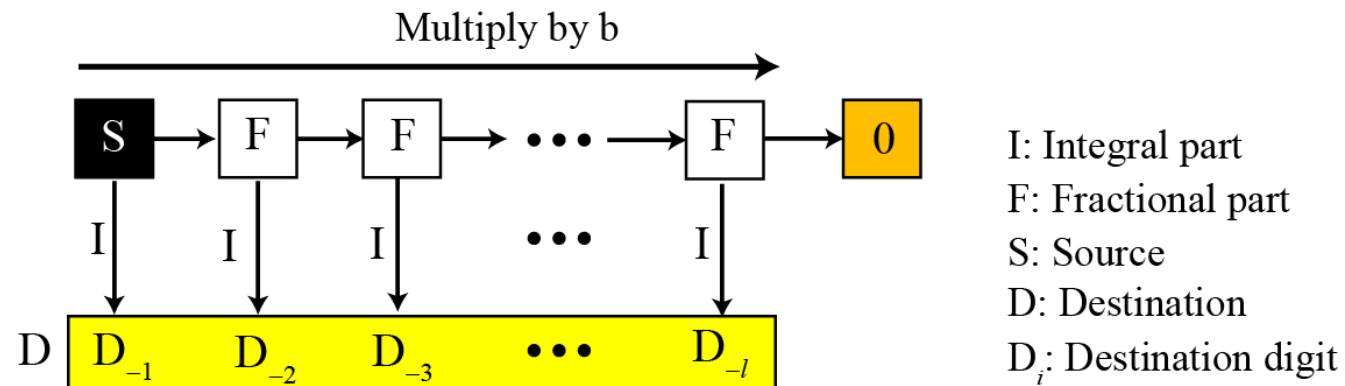 Multiply by b
S F F ••• F 0
I I I ••• I
D D₋₁ D₋₂ D₋₃ ••• D₋ₗ
I: Integral part
F: Fractional part
S: Source
D: Destination
Dᵢ: Destination digit